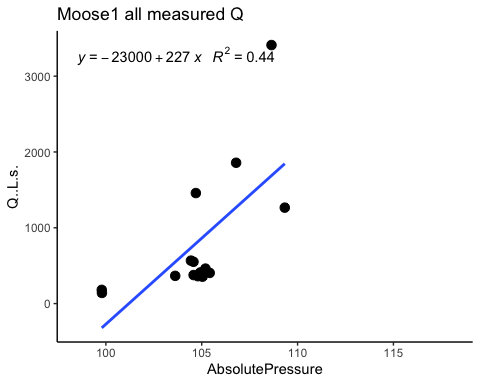 Moose1 all measured Q
y = − 23000 + 227 x R² = 0.44
3000
2000
1000
0
Q..L.s.
100 105 110 115
AbsolutePressure